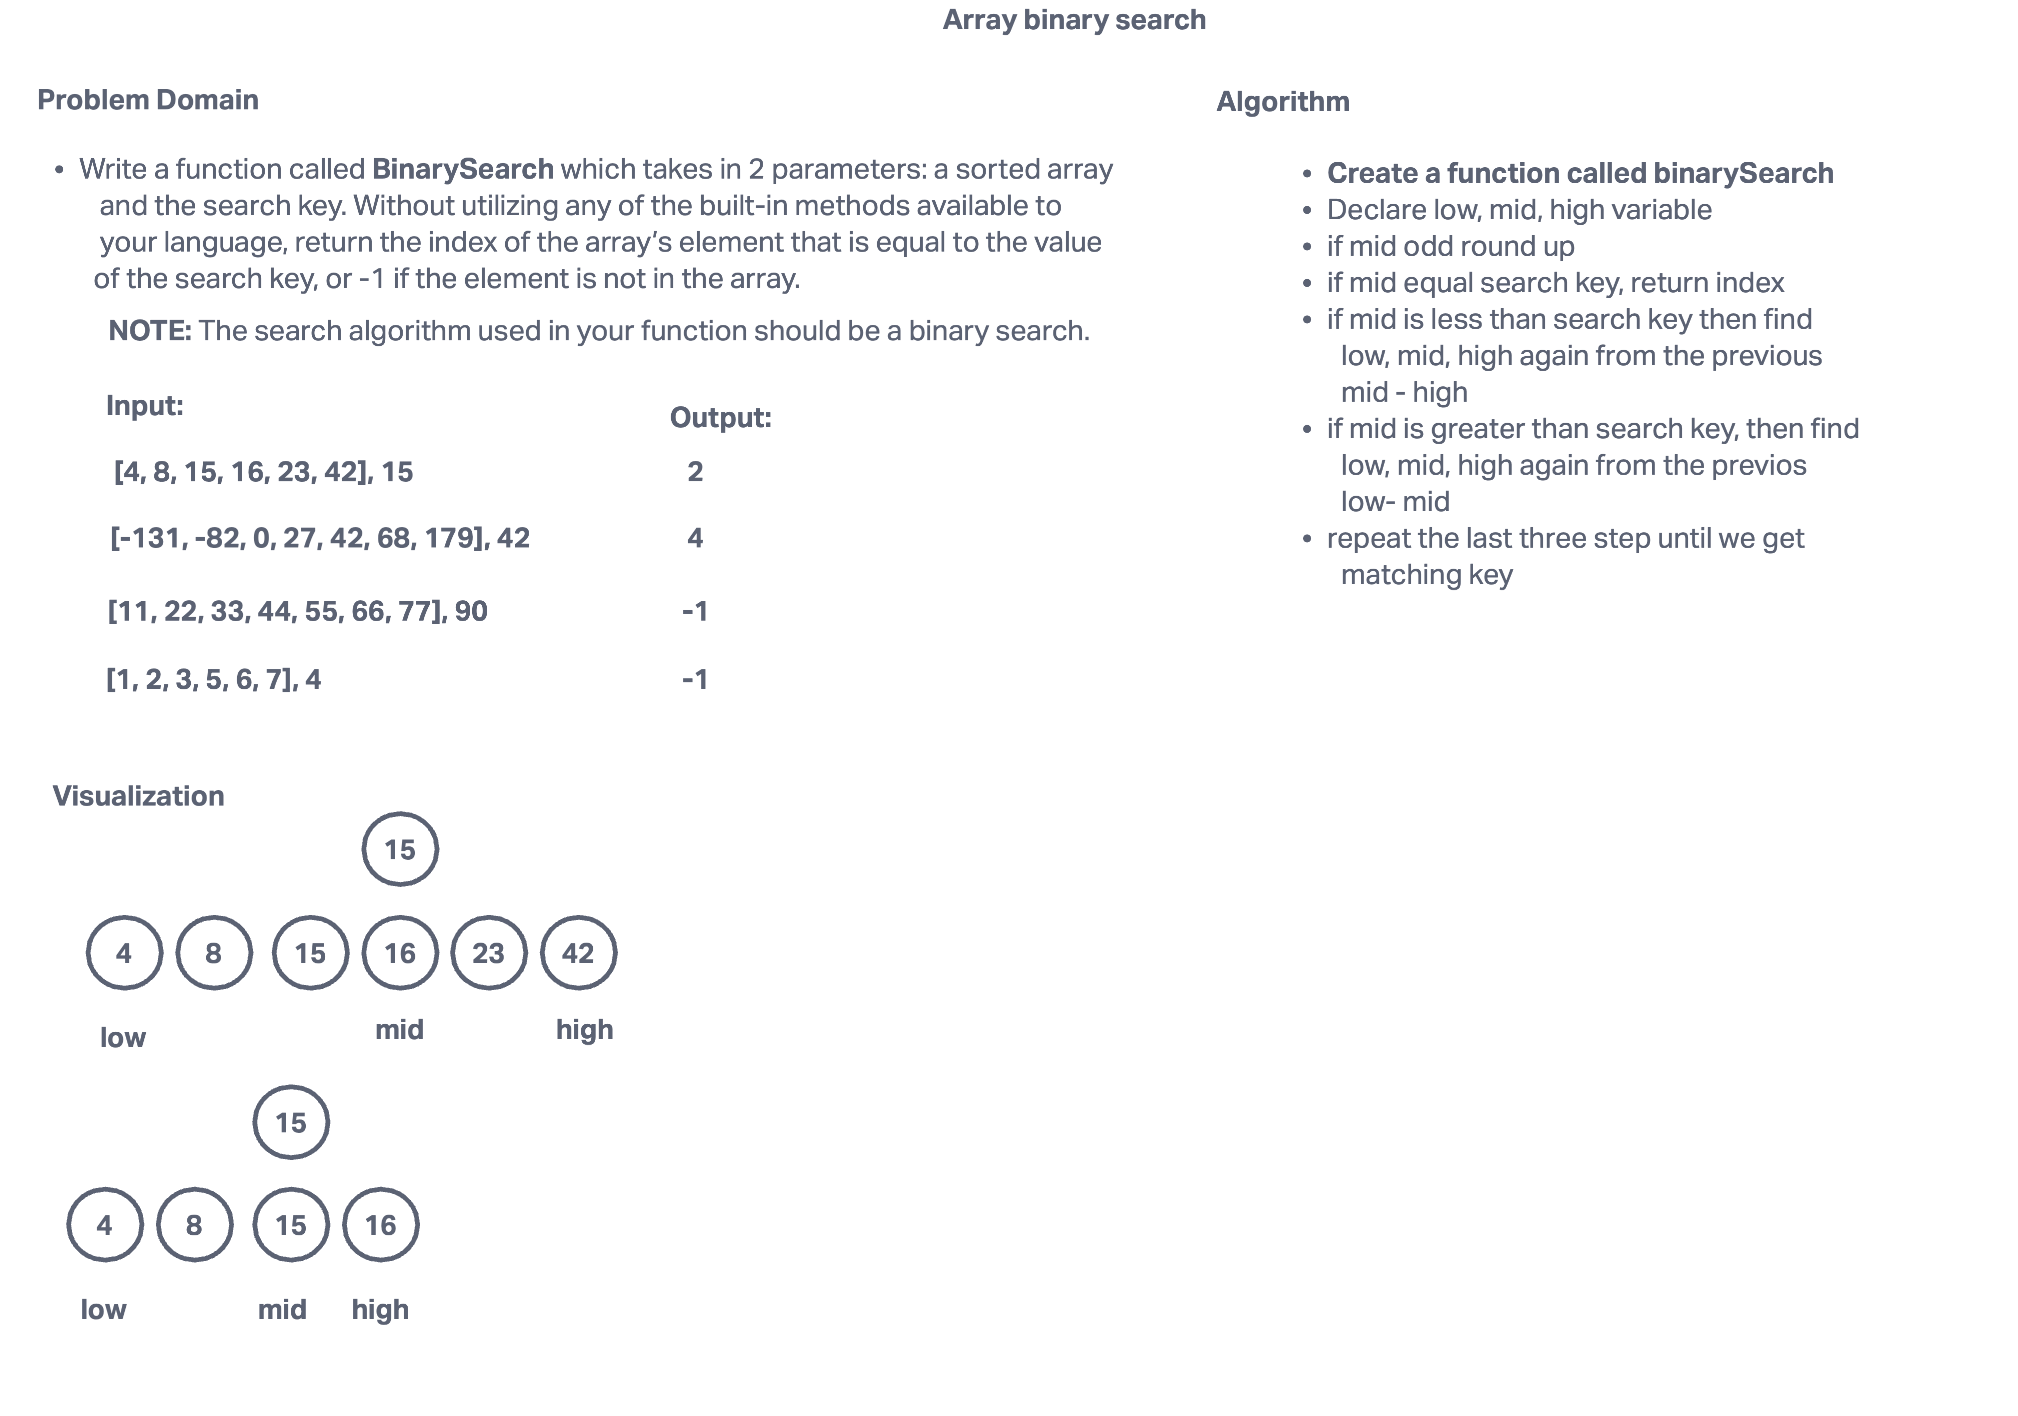 Array binary search
Problem Domain
• Write a function called BinarySearch which takes in 2 parameters: a sorted array
and the search key. Without utilizing any of the built-in methods available to
your language, return the index of the array’s element that is equal to the value
of the search key, or -1 if the element is not in the array.
NOTE: The search algorithm used in your function should be a binary search.
Input:
Output:
[4, 8, 15, 16, 23, 42], 15
2
[-131, -82, 0, 27, 42, 68, 179], 42
4
[11, 22, 33, 44, 55, 66, 77], 90
-1
[1, 2, 3, 5, 6, 7], 4
-1
Algorithm
• Create a function called binarySearch
• Declare low, mid, high variable
• if mid odd round up
• if mid equal search key, return index
• if mid is less than search key then find
low, mid, high again from the previous
mid - high
• if mid is greater than search key, then find
low, mid, high again from the previos
low- mid
• repeat the last three step until we get
matching key
Visualization
15
4 8 15 16 23 42
low mid high
15
4 8 15 16
low mid high